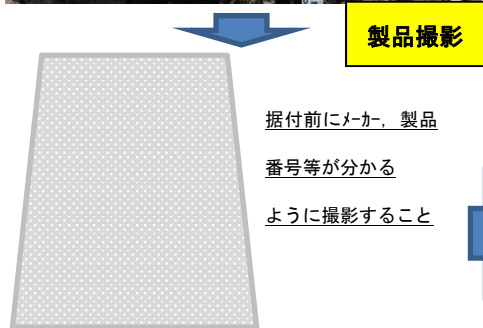 製品撮影
据付前にﾒｰｶｰ，製品
番号等が分かる
ように撮影すること